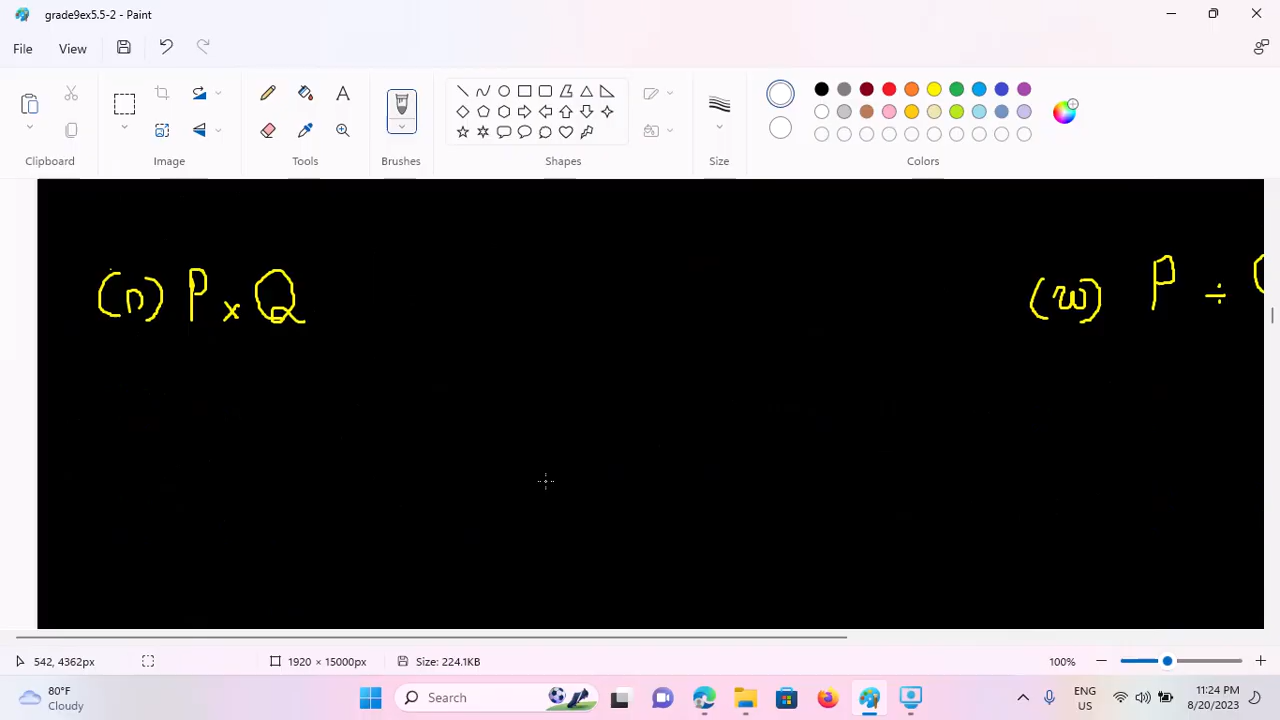 grade9ex5.5-2 - Paint
File View
Clipboard Image Tools Brushes Shapes Size Colors
P × Q
P ÷
542, 4362px 1920 × 15000px Size: 224.1KB 100%
80°F
Cloudy
Search
ENG
US
11:24 PM
8/20/2023